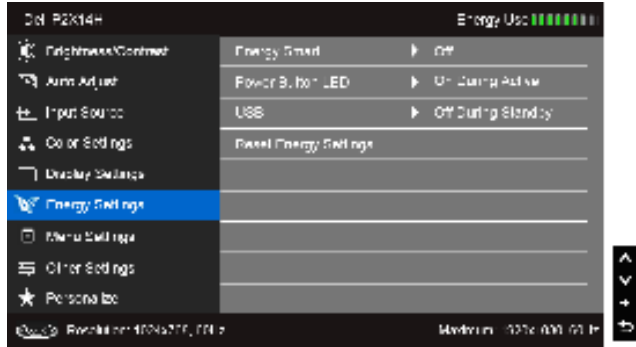 Dell P2X14H
Energy Use
Brightness/Contrast
Energy Smart
Off
Auto Adjust
Power Button LED
On During Active
Input Source
USB
Off During Standby
Color Settings
Reset Energy Settings
Display Settings
Energy Settings
Menu Settings
Other Settings
Personalize
Resolution: 1024x768, 60Hz
Maximum: